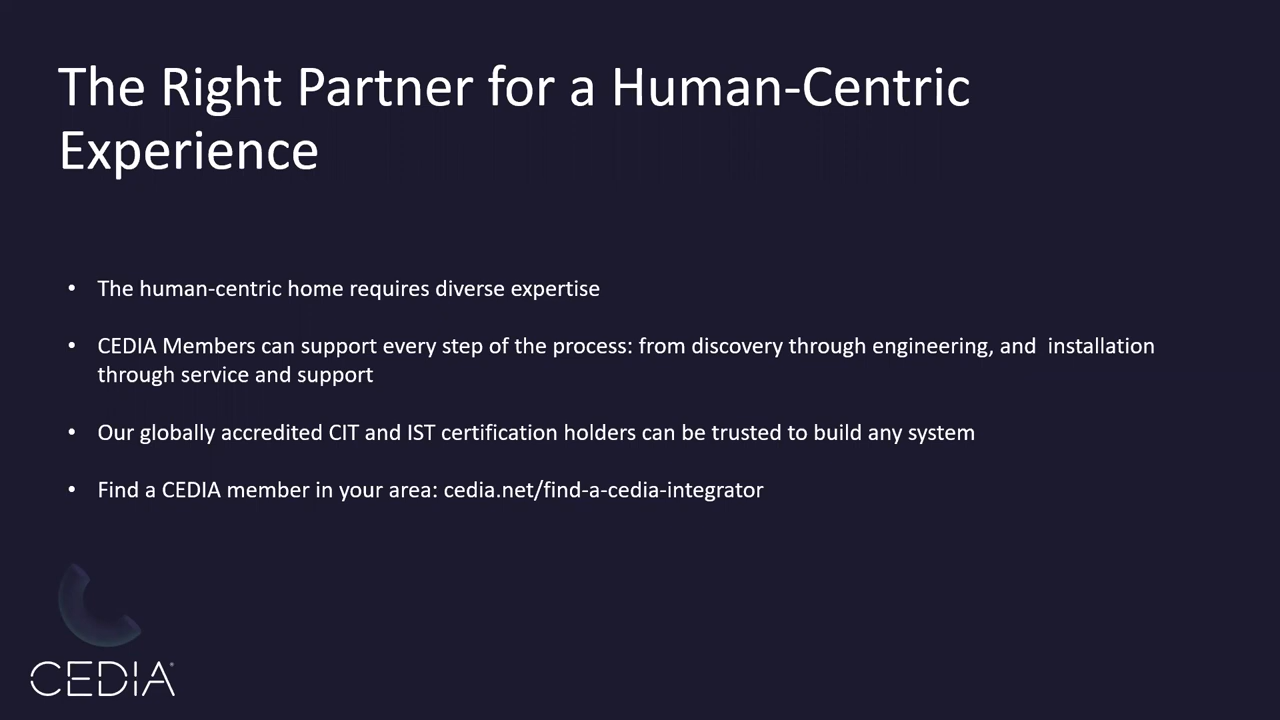 The Right Partner for a Human-Centric
Experience
• The human-centric home requires diverse expertise
• CEDIA Members can support every step of the process: from discovery through engineering, and  installation
through service and support
• Our globally accredited CIT and IST certification holders can be trusted to build any system
• Find a CEDIA member in your area: cedia.net/find-a-cedia-integrator
CEDIA